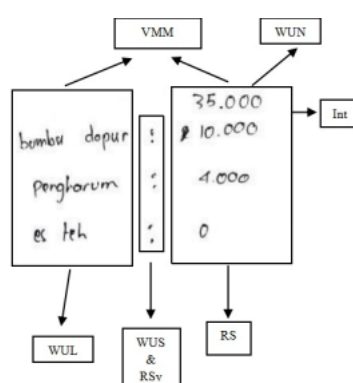 VMM WUN
35.000
Int
bumbu dapur : 10.000
pengharum : 4.000
es teh : 0
WUL WUS & RSv RS